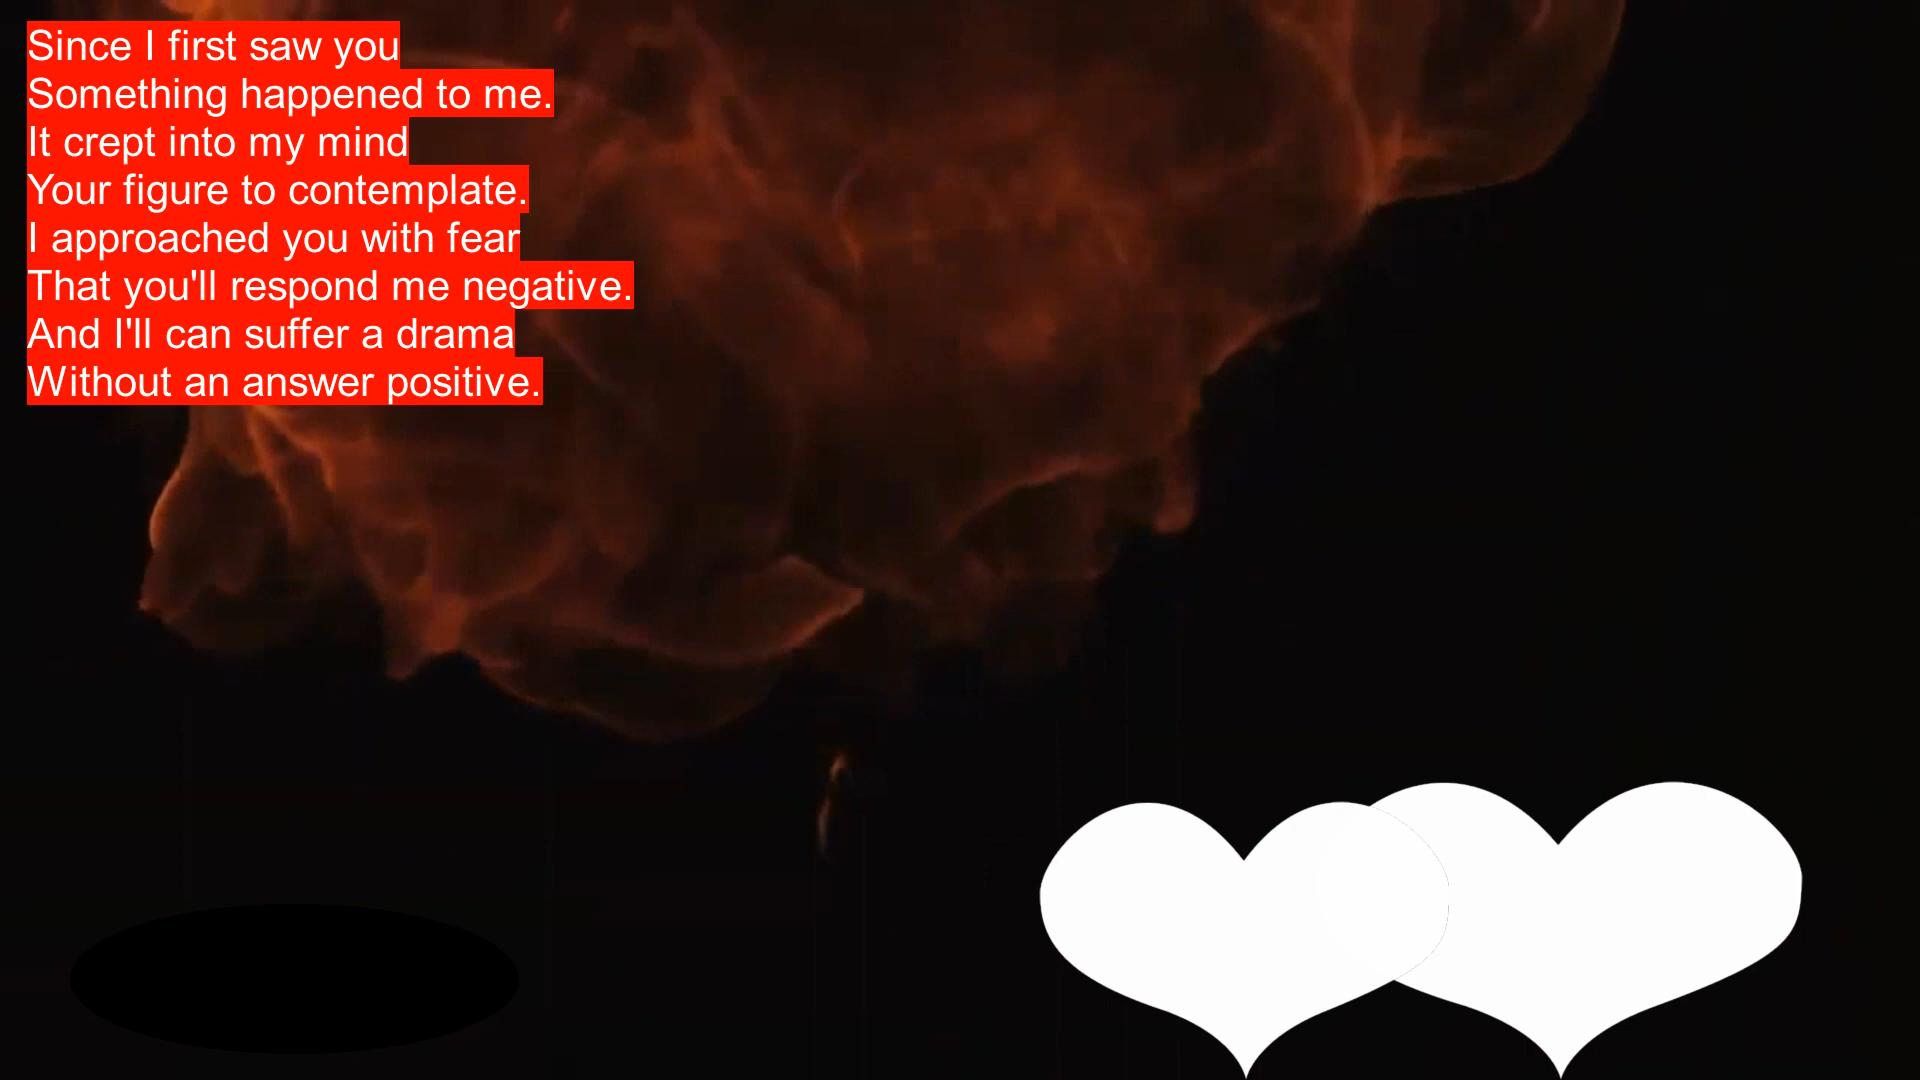 Since I first saw you
Something happened to me.
It crept into my mind
Your figure to contemplate.
I approached you with fear
That you'll respond me negative.
And I'll can suffer a drama
Without an answer positive.